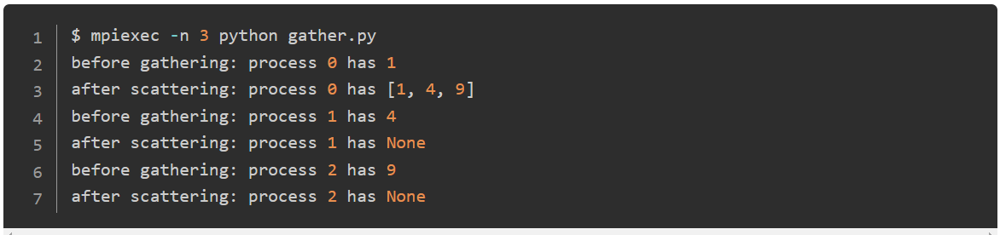 1 $ mpiexec -n 3 python gather.py
2 before gathering: process 0 has 1
3 after scattering: process 0 has [1, 4, 9]
4 before gathering: process 1 has 4
5 after scattering: process 1 has None
6 before gathering: process 2 has 9
7 after scattering: process 2 has None